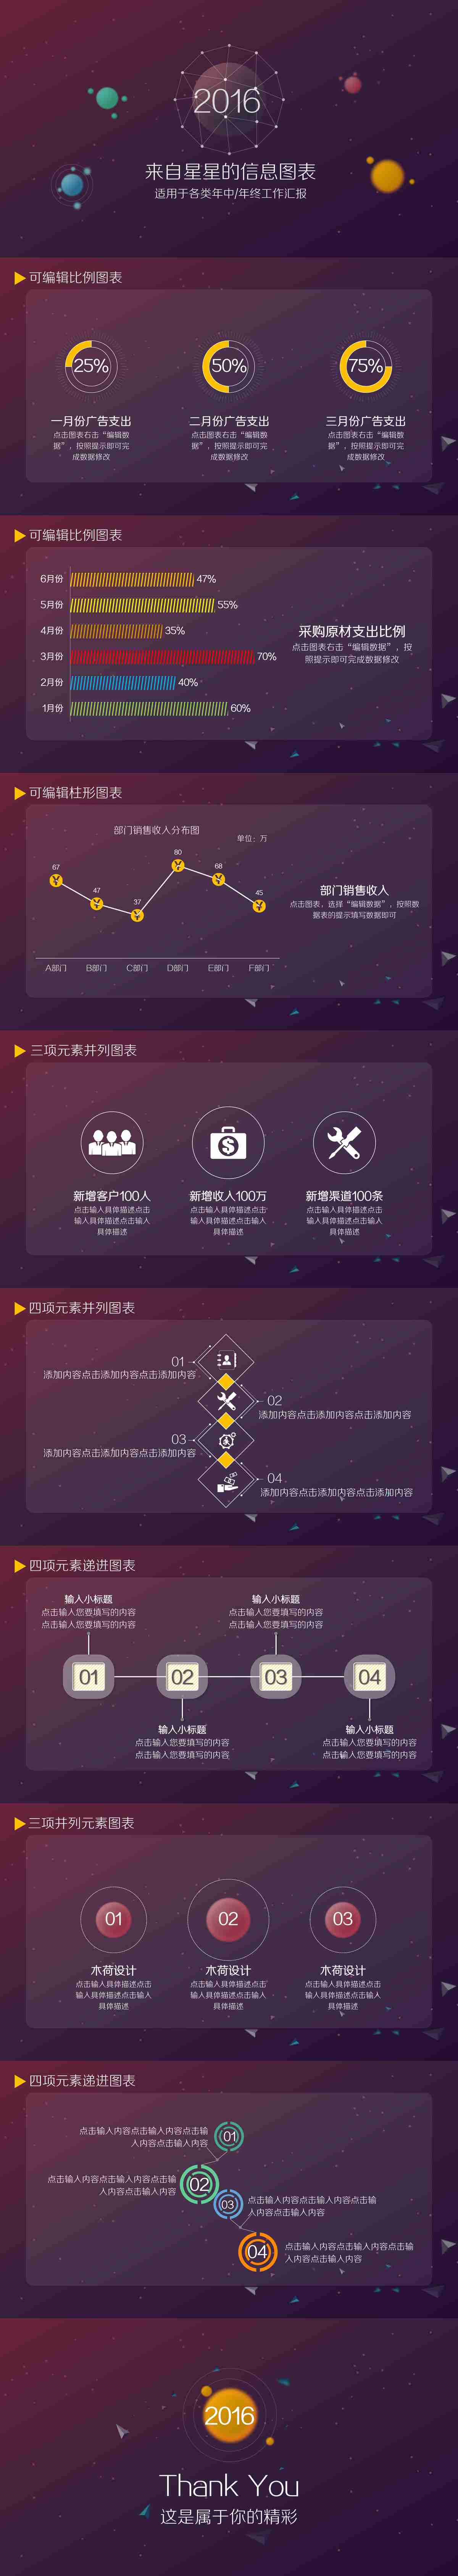 2016
来自星星的信息图表
适用于各类年中/年终工作汇报
可编辑比例图表
25%
50%
75%
一月份广告支出
二月份广告支出
三月份广告支出
点击图表右击“编辑数
据”，按照提示即可完
成数据修改
点击图表右击“编辑数
据”，按照提示即可完
成数据修改
点击图表右击“编辑数
据”，按照提示即可完
成数据修改
可编辑比例图表
6月份 47%
5月份 55%
4月份 35%
3月份 70%
2月份 40%
1月份 60%
采购原材支出比例
点击图表右击“编辑数据”，按
照提示即可完成数据修改
可编辑柱形图表
部门销售收入分布图
单位：万
67
47
37
80
68
45
A部门
B部门
C部门
D部门
E部门
F部门
部门销售收入
点击图表，选择“编辑数据”，按照数
据表的提示填写数据即可
三项元素并列图表
新增客户100人
点击输入具体描述点击
输入具体描述点击输入
具体描述
新增收入100万
点击输入具体描述点击
输入具体描述点击输入
具体描述
新增渠道100条
点击输入具体描述点击
输入具体描述点击输入
具体描述
四项元素并列图表
01
添加内容点击添加内容点击添加内容
02
添加内容点击添加内容点击添加内容
03
添加内容点击添加内容点击添加内容
04
添加内容点击添加内容点击添加内容
四项元素递进图表
输入小标题
点击输入您要填写的内容
点击输入您要填写的内容
输入小标题
点击输入您要填写的内容
点击输入您要填写的内容
01
02
03
04
输入小标题
点击输入您要填写的内容
点击输入您要填写的内容
输入小标题
点击输入您要填写的内容
点击输入您要填写的内容
三项并列元素图表
01
02
03
木荷设计
点击输入具体描述点击
输入具体描述点击输入
具体描述
木荷设计
点击输入具体描述点击
输入具体描述点击输入
具体描述
木荷设计
点击输入具体描述点击
输入具体描述点击输入
具体描述
四项元素递进图表
点击输入内容点击输入内容点击输
入内容点击输入内容
01
点击输入内容点击输入内容点击输
入内容点击输入内容
02
03
点击输入内容点击输入内容点击输
入内容点击输入内容
04
点击输入内容点击输入内容点击输
入内容点击输入内容
2016
Thank You
这是属于你的精彩